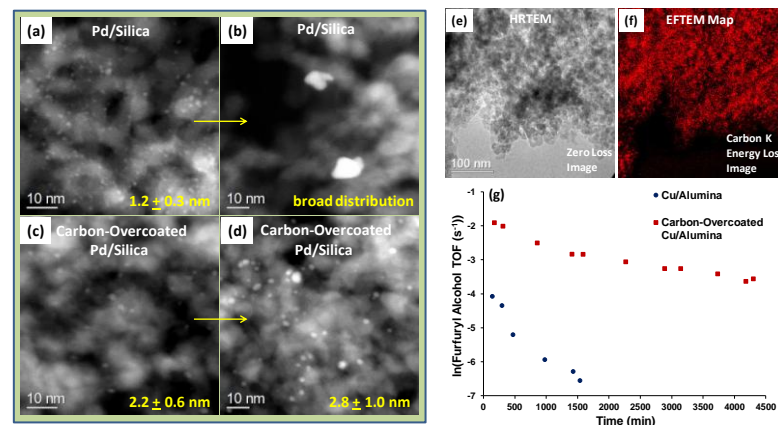 (a)
Pd/Silica
10 nm
1.2 ± 0.3 nm
(b)
Pd/Silica
10 nm
broad distribution
(c)
Carbon-Overcoated
Pd/Silica
10 nm
2.2 ± 0.6 nm
(d)
Carbon-Overcoated
Pd/Silica
10 nm
2.8 ± 1.0 nm
(e)
HRTEM
100 nm
Zero Loss
Image
(f)
EFTEM Map
Carbon K
Energy Loss
Image
(g)
Cu/Alumina
Carbon-Overcoated
Cu/Alumina
ln(Furfuryl Alcohol TOF (s⁻¹))
-1
-2
-3
-4
-5
-6
-7
0 500 1000 1500 2000 2500 3000 3500 4000 4500
Time (min)